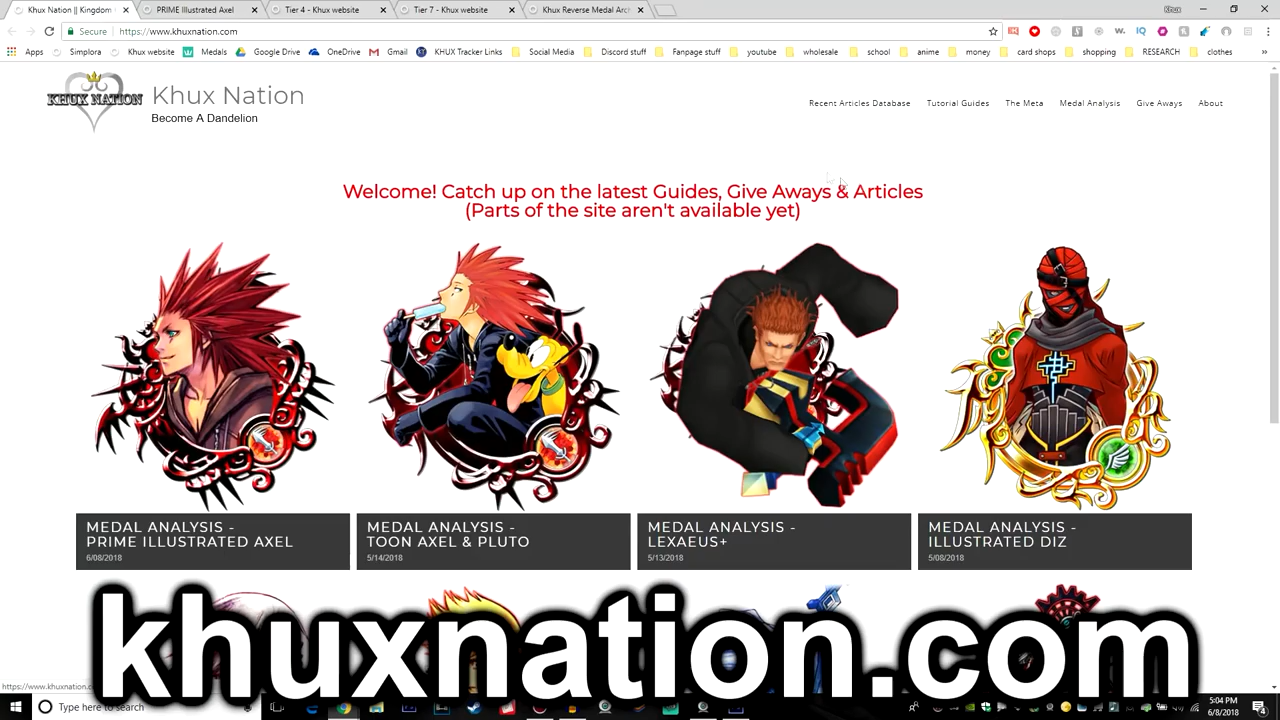 Khux Nation || Kingdom
PRIME Illustrated Axel
Tier 4 - Khux website
Tier 7 - Khux website
Khux Reverse Medal Arc
Khux
Secure
https://www.khuxnation.com
Apps
Simplora
Khux website
Medals
Google Drive
OneDrive
Gmail
KHUX Tracker Links
Social Media
Discord stuff
Fanpage stuff
youtube
wholesale
school
anime
money
card shops
shopping
RESEARCH
clothes
»
KHUX NATION
Khux Nation
Become A Dandelion
Recent Articles Database
Tutorial Guides
The Meta
Medal Analysis
Give Aways
About
Welcome! Catch up on the latest Guides, Give Aways & Articles
(Parts of the site aren't available yet)
MEDAL ANALYSIS -
PRIME ILLUSTRATED AXEL
6/08/2018
MEDAL ANALYSIS -
TOON AXEL & PLUTO
5/14/2018
MEDAL ANALYSIS -
LEXAEUS+
5/13/2018
MEDAL ANALYSIS -
ILLUSTRATED DIZ
5/08/2018
khuxnation.com
https://www.khuxnation.c
Type here to search
5:04 PM
6/8/2018